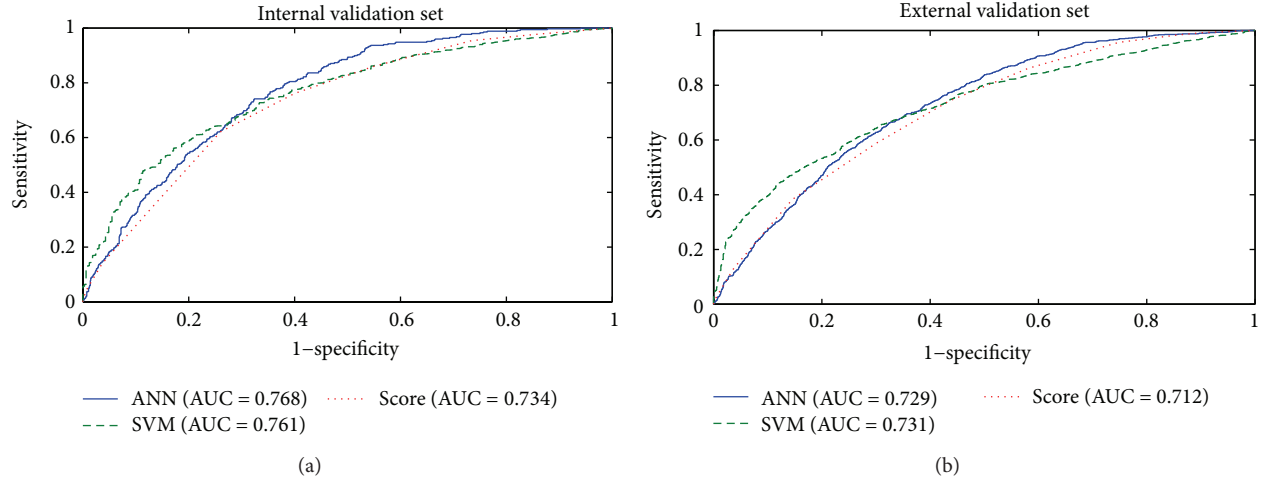 Internal validation set
1
0.8
0.6
0.4
0.2
0
Sensitivity
0 0.2 0.4 0.6 0.8 1
1−specificity
ANN (AUC = 0.768) Score (AUC = 0.734)
SVM (AUC = 0.761)
(a)
External validation set
1
0.8
0.6
0.4
0.2
0
Sensitivity
0 0.2 0.4 0.6 0.8 1
1−specificity
ANN (AUC = 0.729) Score (AUC = 0.712)
SVM (AUC = 0.731)
(b)